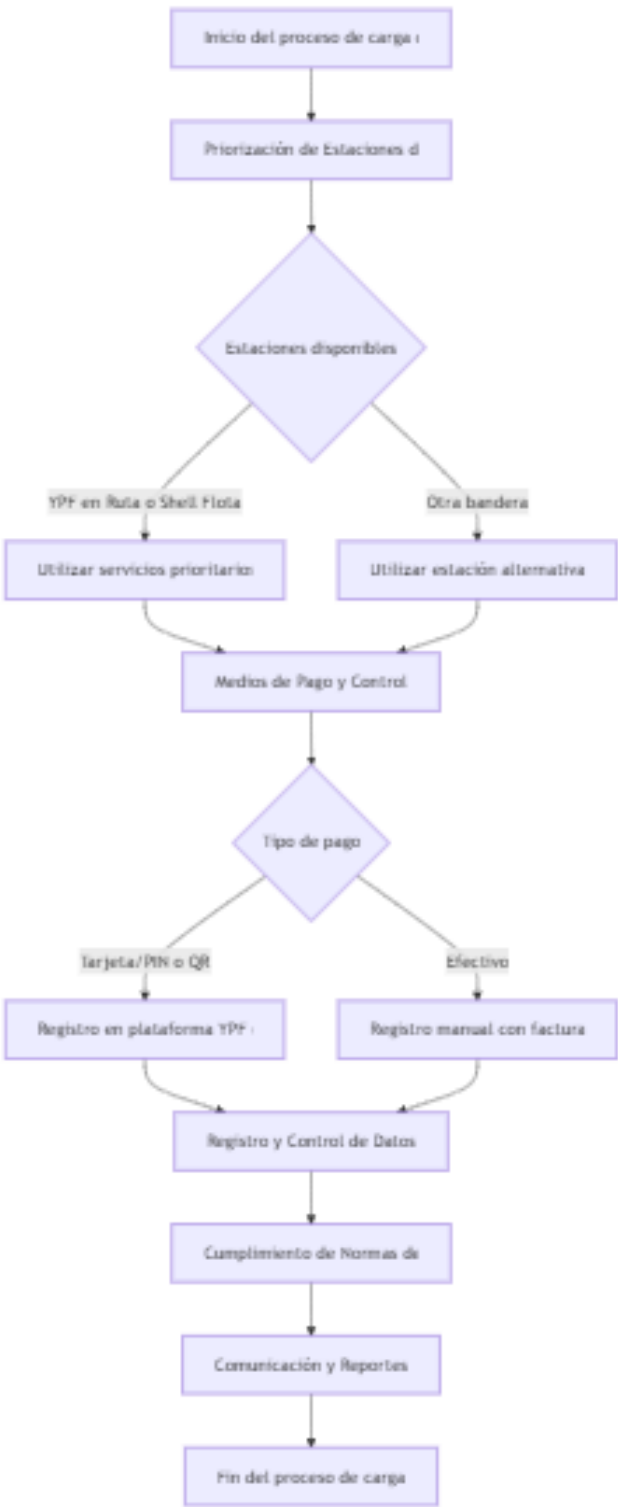 Inicio del proceso de carga
Priorización de Estaciones d
Estaciones disponibles
YPF en Ruta o Shell Flota
Otra bandera
Utilizar servicios prioritarios
Utilizar estación alternativa
Medios de Pago y Control
Tipo de pago
Tarjeta/PIN o QR
Efectivo
Registro en plataforma YPF
Registro manual con factura
Registro y Control de Datos
Cumplimiento de Normas de
Comunicación y Reportes
Fin del proceso de carga